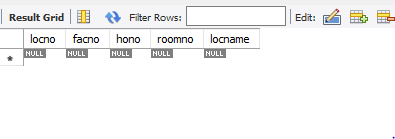 Result Grid Filter Rows: Edit:
locno facno hono roomno locname
* NULL NULL NULL NULL NULL
.